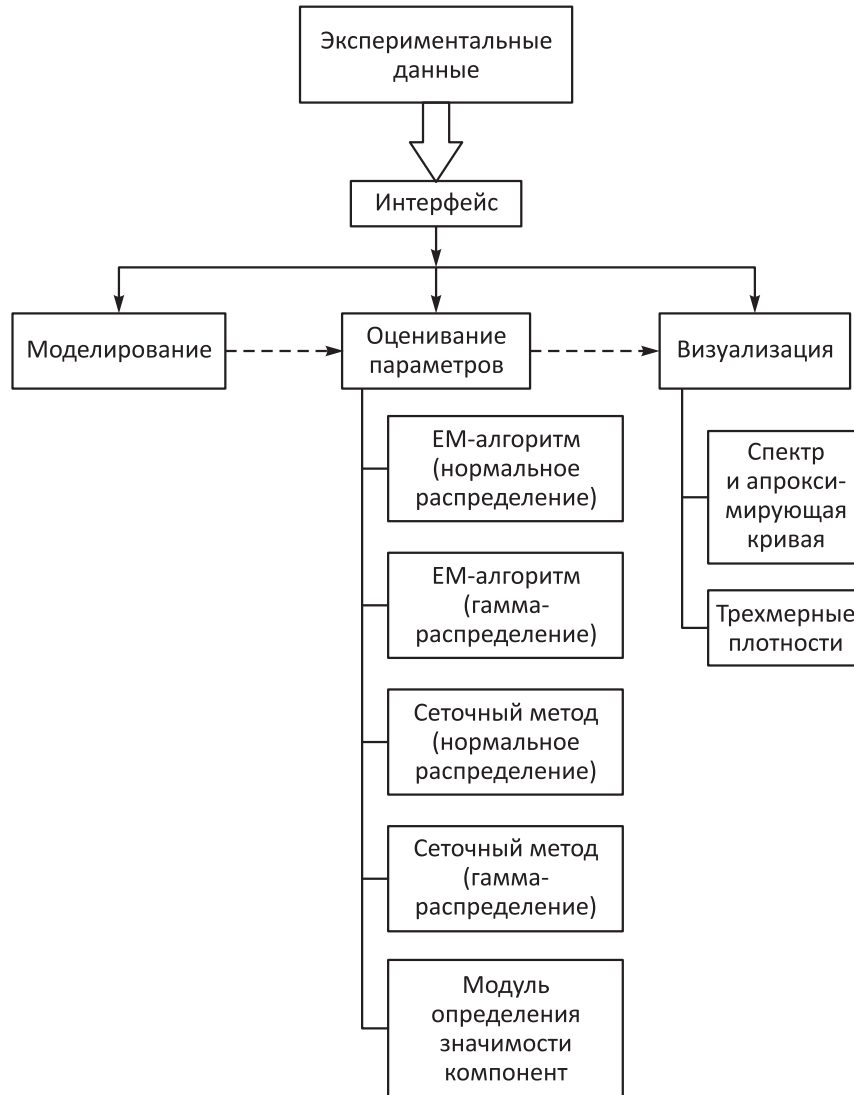 Экспериментальные
данные
Интерфейс
Моделирование
Оценивание
параметров
Визуализация
ЕМ-алгоритм
(нормальное
распределение)
ЕМ-алгоритм
(гамма-
распределение)
Сеточный метод
(нормальное
распределение)
Сеточный метод
(гамма-
распределение)
Модуль
определения
значимости
компонент
Спектр
и апрокси-
мирующая
кривая
Трехмерные
плотности